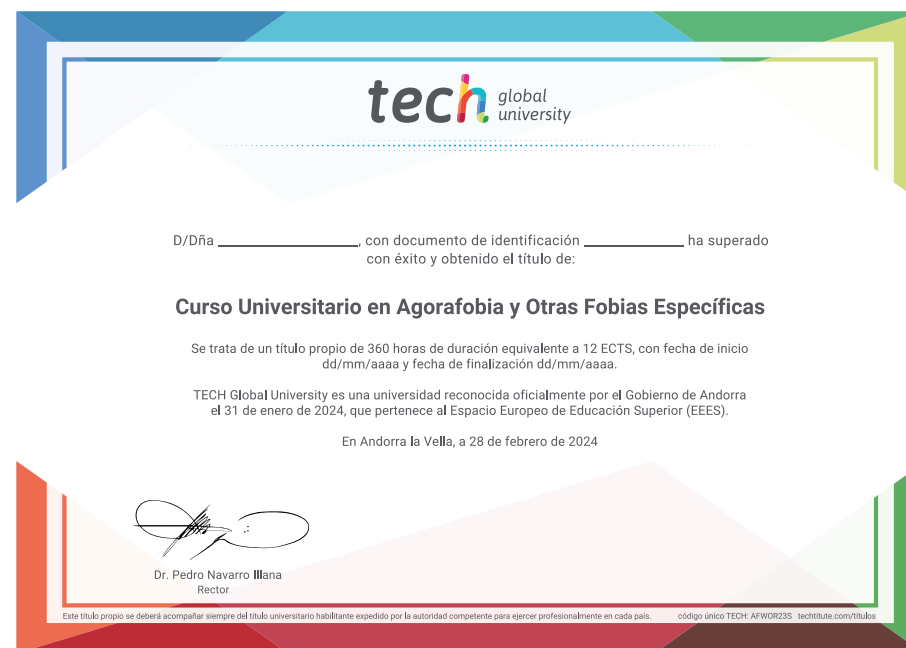 tech global university
D/Dña ____________________, con documento de identificación ______________ ha superado
con éxito y obtenido el título de:
Curso Universitario en Agorafobia y Otras Fobias Específicas
Se trata de un título propio de 360 horas de duración equivalente a 12 ECTS, con fecha de inicio
dd/mm/aaaa y fecha de finalización dd/mm/aaaa.
TECH Global University es una universidad reconocida oficialmente por el Gobierno de Andorra
el 31 de enero de 2024, que pertenece al Espacio Europeo de Educación Superior (EEES).
En Andorra la Vella, a 28 de febrero de 2024
Dr. Pedro Navarro Illana
Rector
Este título propio se deberá acompañar siempre del título universitario habilitante expedido por la autoridad competente para ejercer profesionalmente en cada país. código único TECH: AFWOR23S techtitute.com/titulos